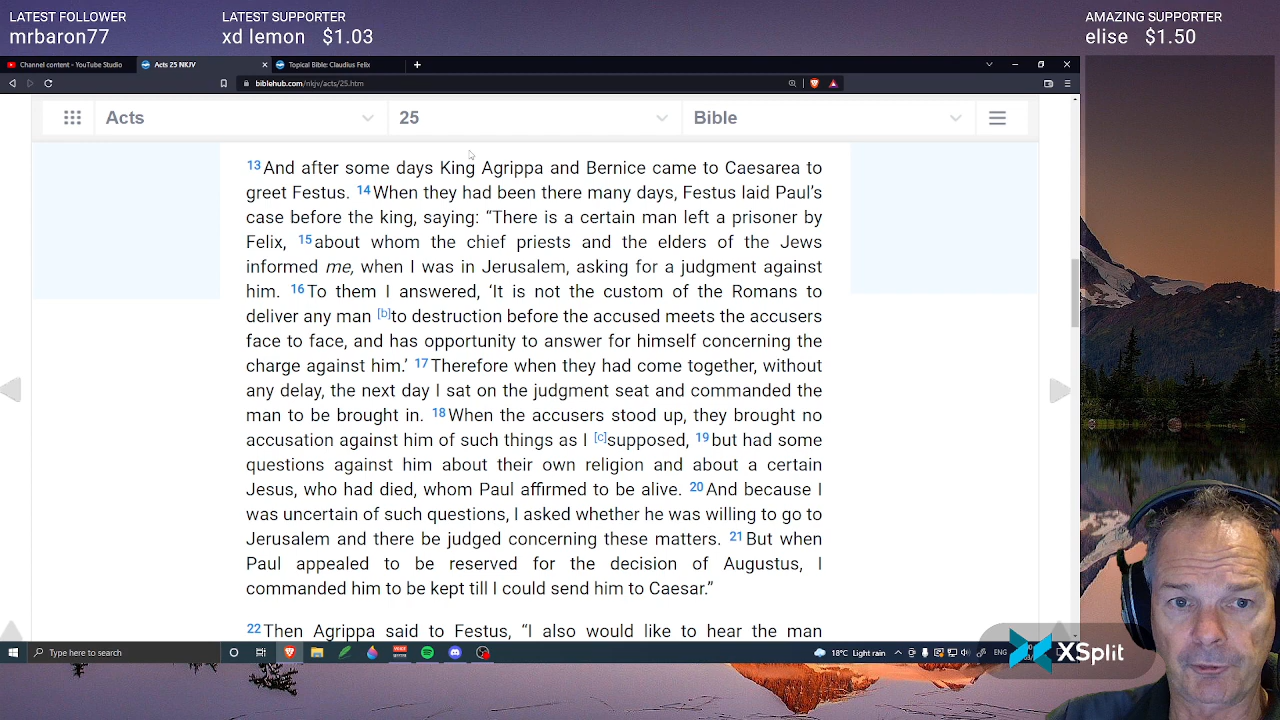 LATEST FOLLOWER
mrbaron77
LATEST SUPPORTER
xd lemon $1.03
AMAZING SUPPORTER
elise $1.50
Channel content - YouTube Studio
Acts 25 NKJV
Topical Bible: Claudius Felix
biblehub.com/nkjv/acts/25.htm
Acts
25
Bible
13 And after some days King Agrippa and Bernice came to Caesarea to
greet Festus. 14 When they had been there many days, Festus laid Paul's
case before the king, saying: “There is a certain man left a prisoner by
Felix, 15 about whom the chief priests and the elders of the Jews
informed me, when I was in Jerusalem, asking for a judgment against
him. 16 To them I answered, ‘It is not the custom of the Romans to
deliver any man [b]to destruction before the accused meets the accusers
face to face, and has opportunity to answer for himself concerning the
charge against him.’ 17 Therefore when they had come together, without
any delay, the next day I sat on the judgment seat and commanded the
man to be brought in. 18 When the accusers stood up, they brought no
accusation against him of such things as I [c]supposed, 19 but had some
questions against him about their own religion and about a certain
Jesus, who had died, whom Paul affirmed to be alive. 20 And because I
was uncertain of such questions, I asked whether he was willing to go to
Jerusalem and there be judged concerning these matters. 21 But when
Paul appealed to be reserved for the decision of Augustus, I
commanded him to be kept till I could send him to Caesar.”
22 Then Agrippa said to Festus, “I also would like to hear the man
Type here to search
18°C Light rain
ENG
XSplit